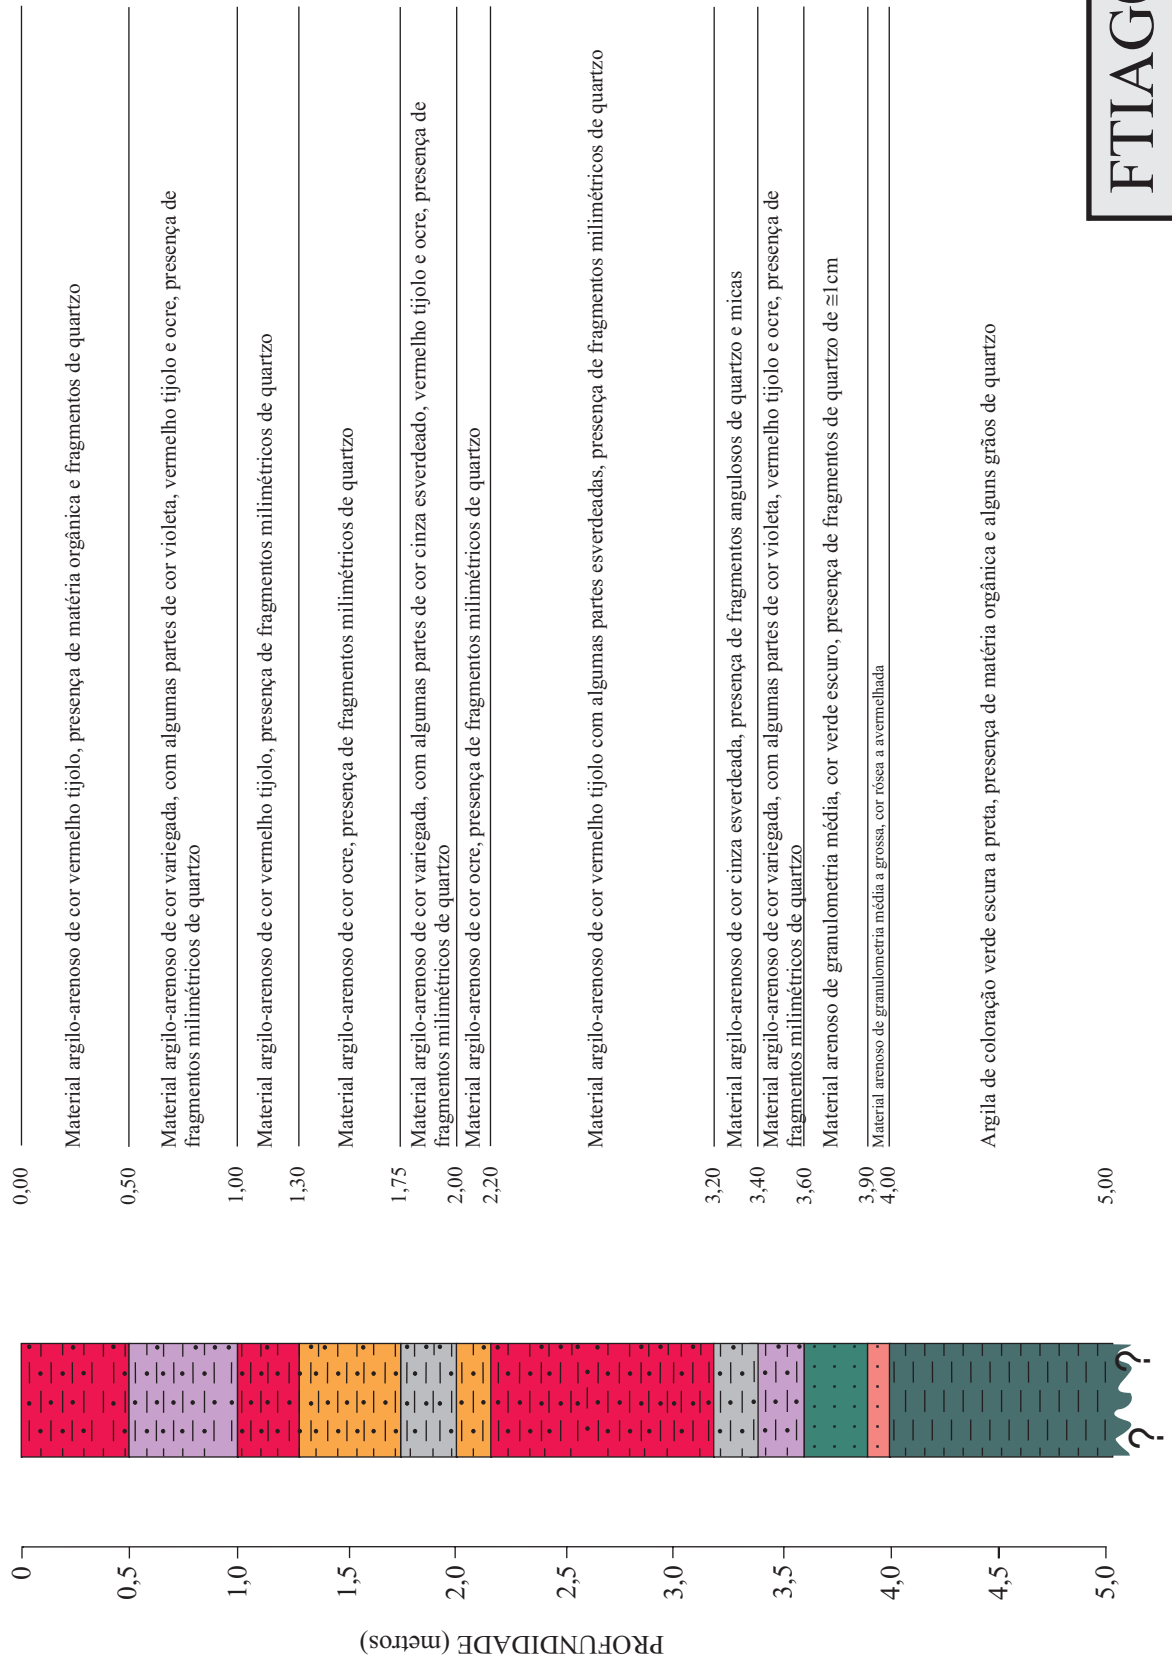 FTIAG
0,00
Material argilo-arenoso de cor vermelho tijolo, presença de matéria orgânica e fragmentos de quartzo
0,50
Material argilo-arenoso de cor variegada, com algumas partes de cor violeta, vermelho tijolo e ocre, presença de
fragmentos milimétricos de quartzo
1,00
Material argilo-arenoso de cor vermelho tijolo, presença de fragmentos milimétricos de quartzo
1,30
Material argilo-arenoso de cor ocre, presença de fragmentos milimétricos de quartzo
1,75
Material argilo-arenoso de cor variegada, com algumas partes de cor cinza esverdeado, vermelho tijolo e ocre, presença de
fragmentos milimétricos de quartzo
2,00
Material argilo-arenoso de cor ocre, presença de fragmentos milimétricos de quartzo
2,20
Material argilo-arenoso de cor vermelho tijolo com algumas partes esverdeadas, presença de fragmentos milimétricos de quartzo
3,20
Material argilo-arenoso de cor cinza esverdeada, presença de fragmentos angulosos de quartzo e micas
3,40
Material argilo-arenoso de cor variegada, com algumas partes de cor violeta, vermelho tijolo e ocre, presença de
fragmentos milimétricos de quartzo
3,60
Material arenoso de granulometria média, cor verde escuro, presença de fragmentos de quartzo de ≅1cm
3,90
Material arenoso de granulometria média a grossa, cor rósea a avermelhada
4,00
Argila de coloração verde escura a preta, presença de matéria orgânica e alguns grãos de quartzo
5,00
? ?
0
0,5
1,0
1,5
2,0
2,5
3,0
3,5
4,0
4,5
5,0
PROFUNDIDADE (metros)